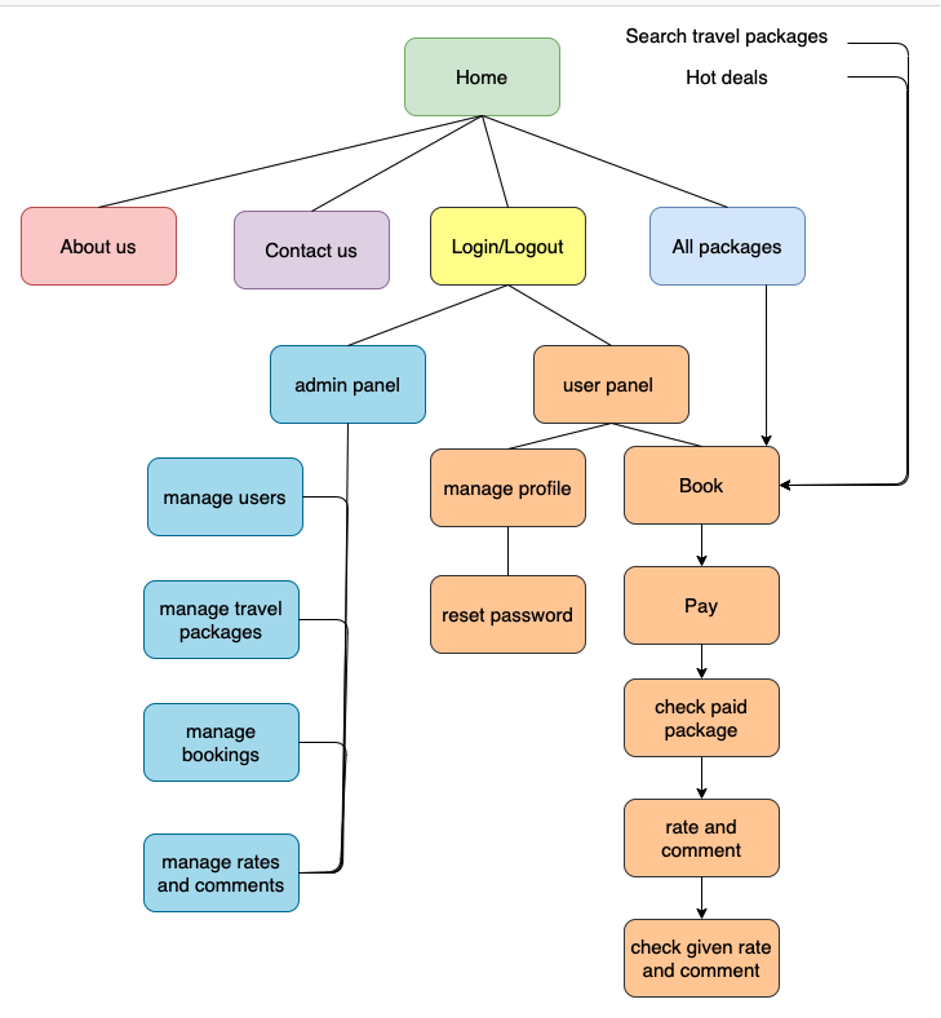 Search travel packages
Home
Hot deals
About us
Contact us
Login/Logout
All packages
admin panel
user panel
manage users
manage profile
Book
manage travel
packages
reset password
Pay
manage
bookings
check paid
package
manage rates
and comments
rate and
comment
check given rate
and comment